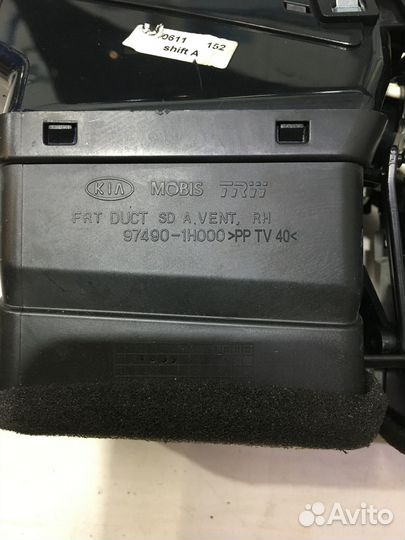 0611 152
shift A
KIA MOBIS TRW
FRT DUCT SD A.VENT, RH
97490-1H000 >PP TV 40<
Avito